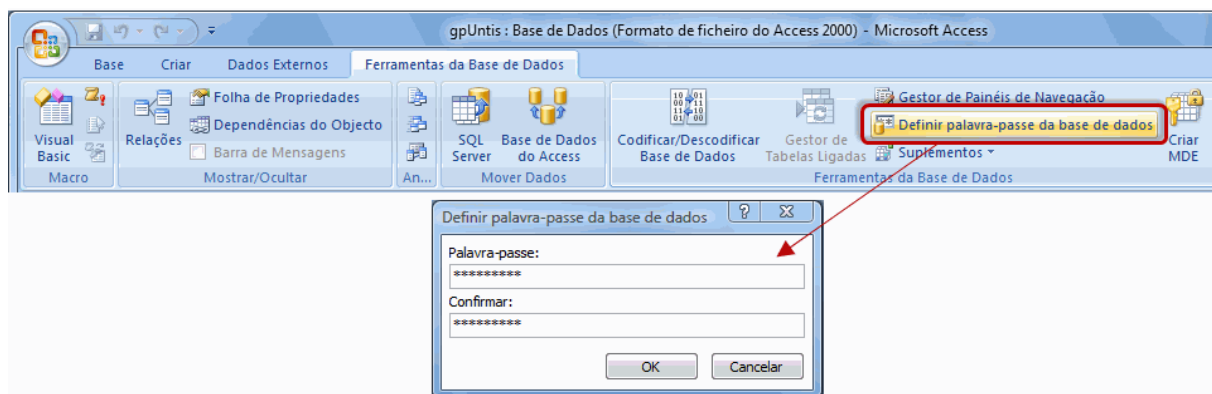 gpUntis : Base de Dados (Formato de ficheiro do Access 2000) - Microsoft Access
Base Criar Dados Externos Ferramentas da Base de Dados
Visual Basic
Macro
Relações
Folha de Propriedades
Dependências do Objecto
Barra de Mensagens
Mostrar/Ocultar
An...
SQL Server
Base de Dados do Access
Mover Dados
Codificar/Descodificar Base de Dados
Gestor de Tabelas Ligadas
Gestor de Painéis de Navegação
Definir palavra-passe da base de dados
Suplementos
Criar MDE
Ferramentas da Base de Dados
Definir palavra-passe da base de dados
Palavra-passe:
*********
Confirmar:
*********
OK Cancelar